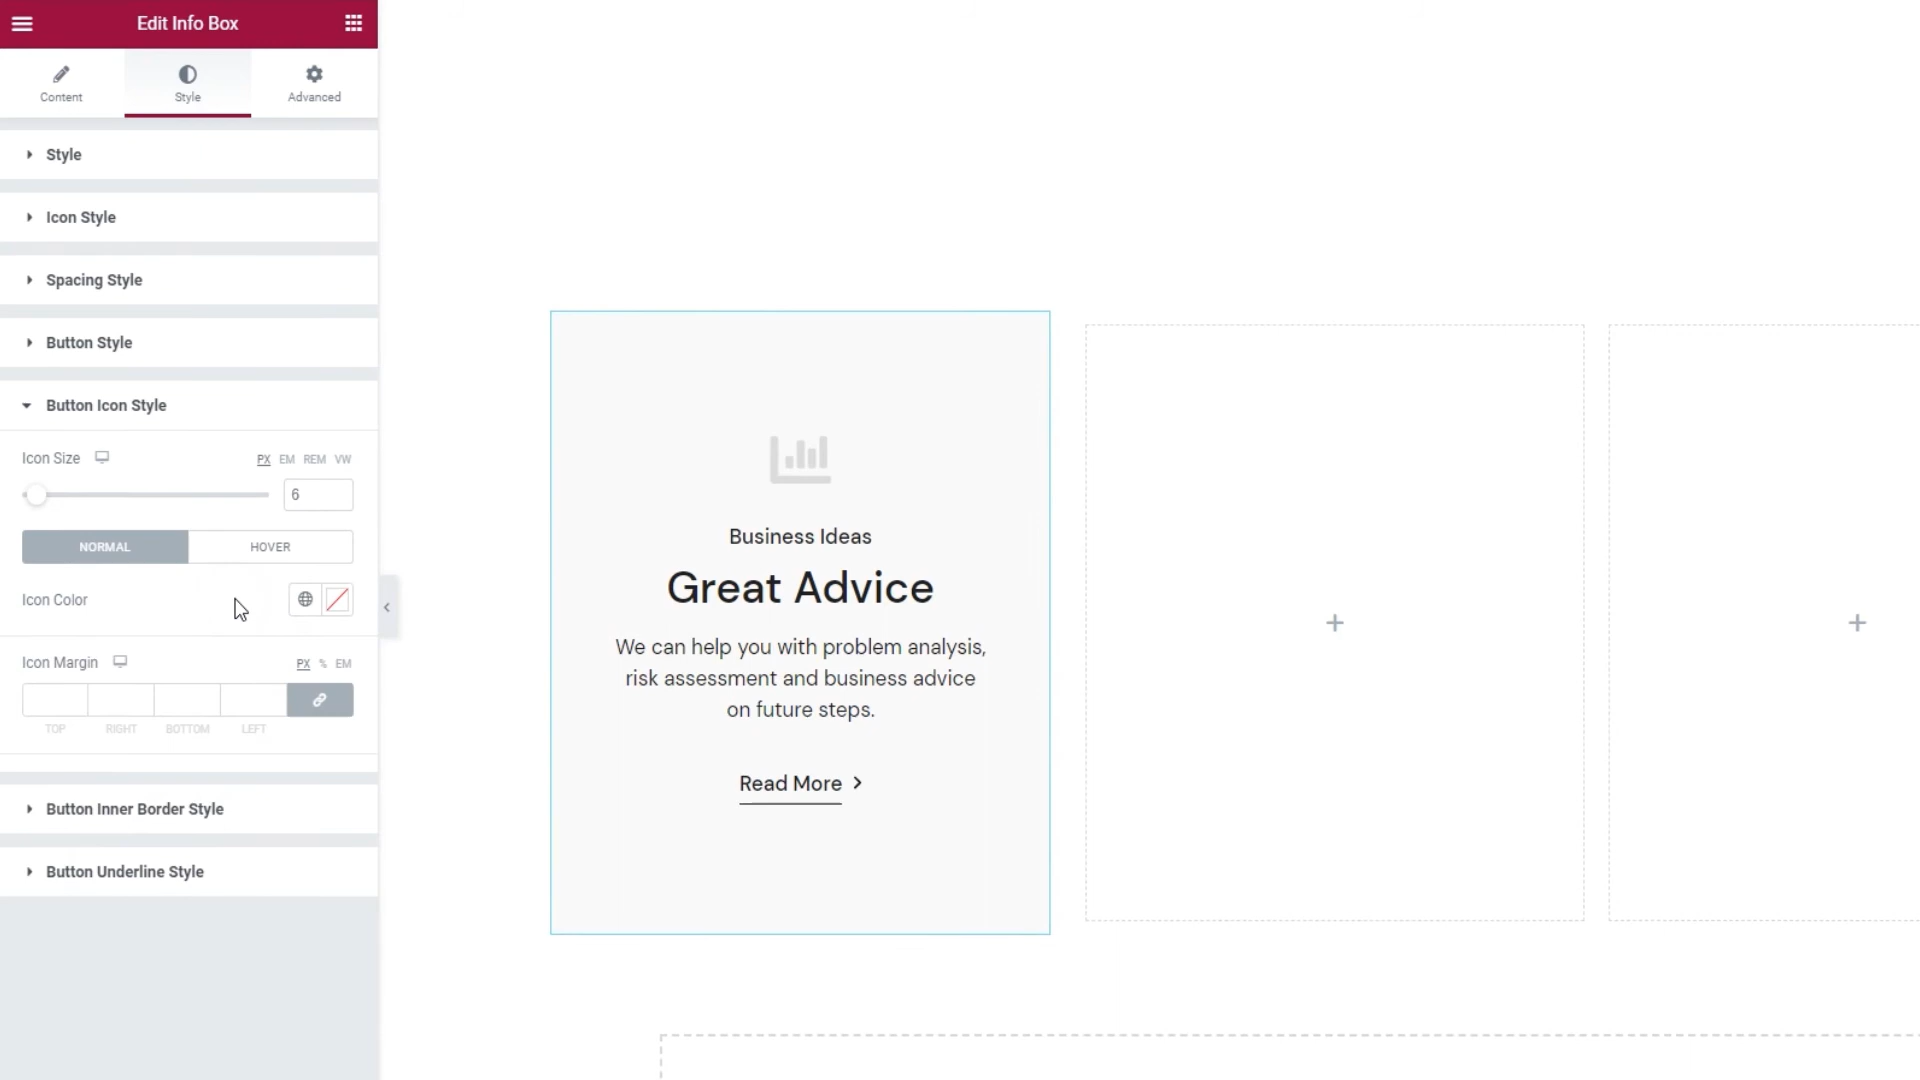 Edit Info Box
Content
Style
Advanced
Style
Icon Style
Spacing Style
Button Style
Button Icon Style
Icon Size PX EM REM VW
6
NORMAL HOVER
Icon Color
Icon Margin PX % EM
TOP RIGHT BOTTOM LEFT
Button Inner Border Style
Button Underline Style
Business Ideas
Great Advice
We can help you with problem analysis,
risk assessment and business advice
on future steps.
Read More